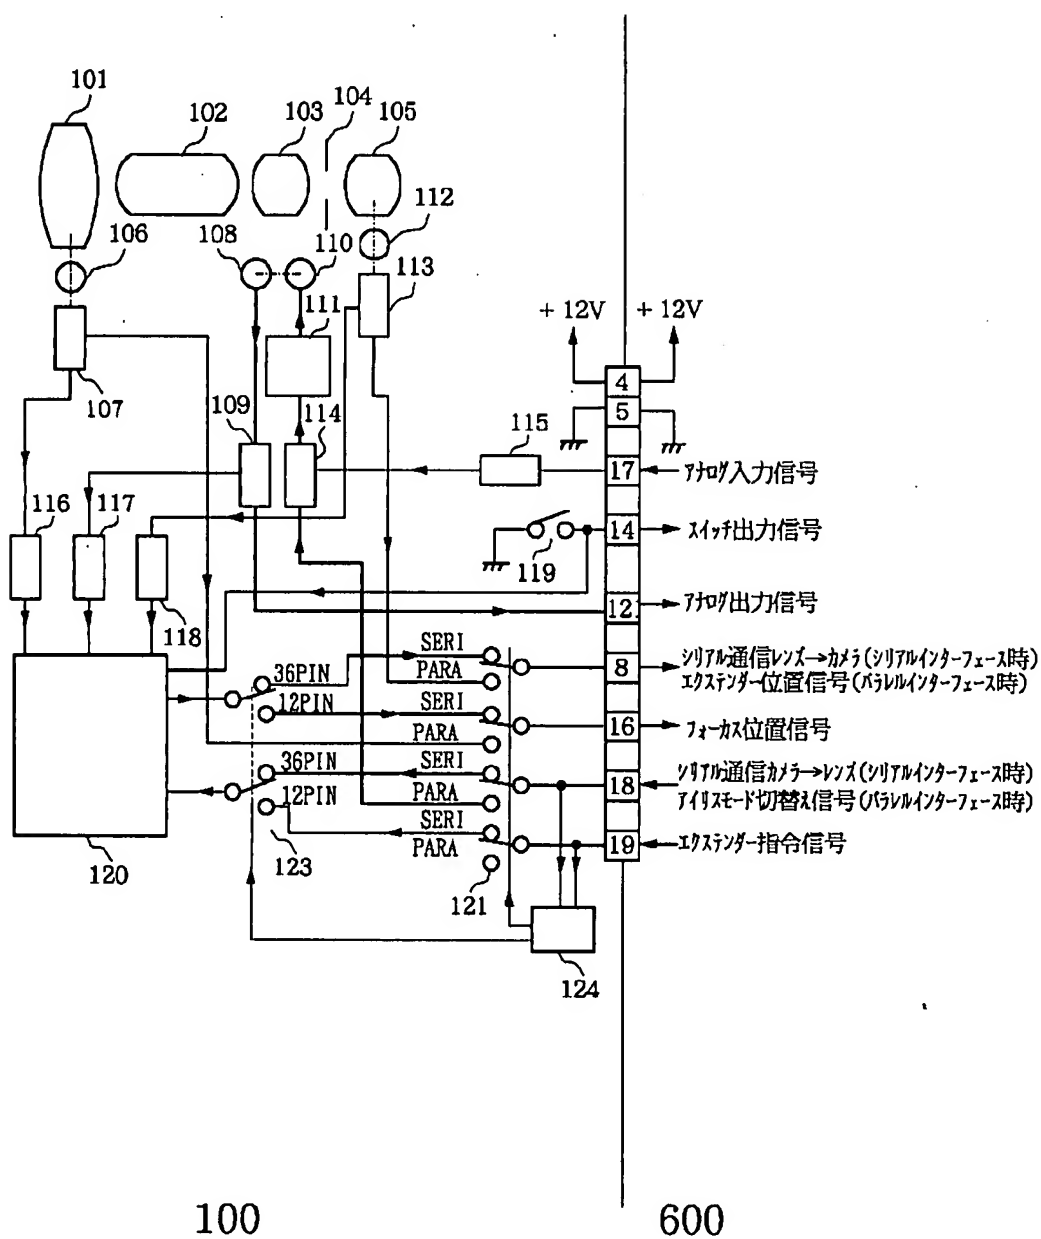 101
102
103
104
105
106
108
110
112
113
111
+12V
+12V
4
5
107
109
114
115
17
アナログ入力信号
116
117
14
スイッチ出力信号
119
118
12
アナログ出力信号
SERI
36PIN
PARA
8
シリアル通信レンズ→カメラ(シリアルインターフェース時)
エクステンダー位置信号(パラレルインターフェース時)
12PIN
SERI
PARA
16
フォーカス位置信号
36PIN
SERI
12PIN
PARA
18
シリアル通信カメラ→レンズ(シリアルインターフェース時)
アイリスモード切替え信号(パラレルインターフェース時)
SERI
PARA
19
エクステンダー指令信号
120
123
121
124
100
600